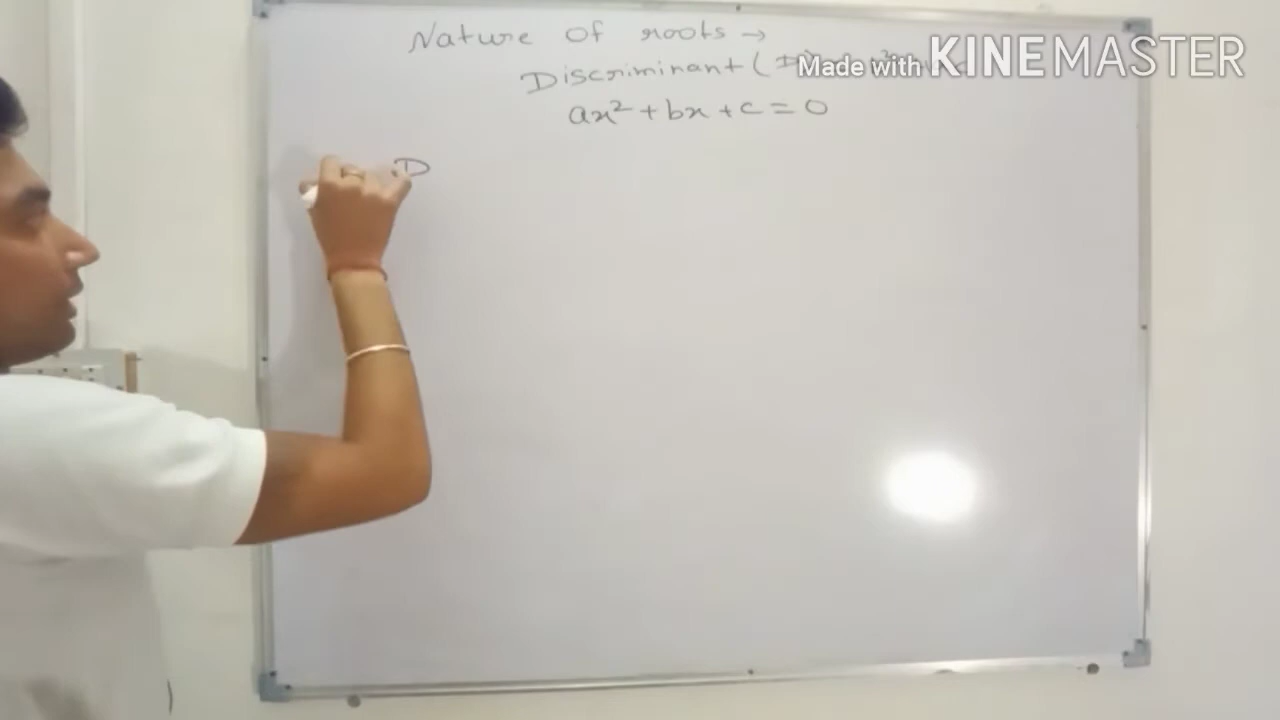 Nature of roots →
Discriminant (D)
Made with KINEMASTER
ax² + bx + c = 0
D